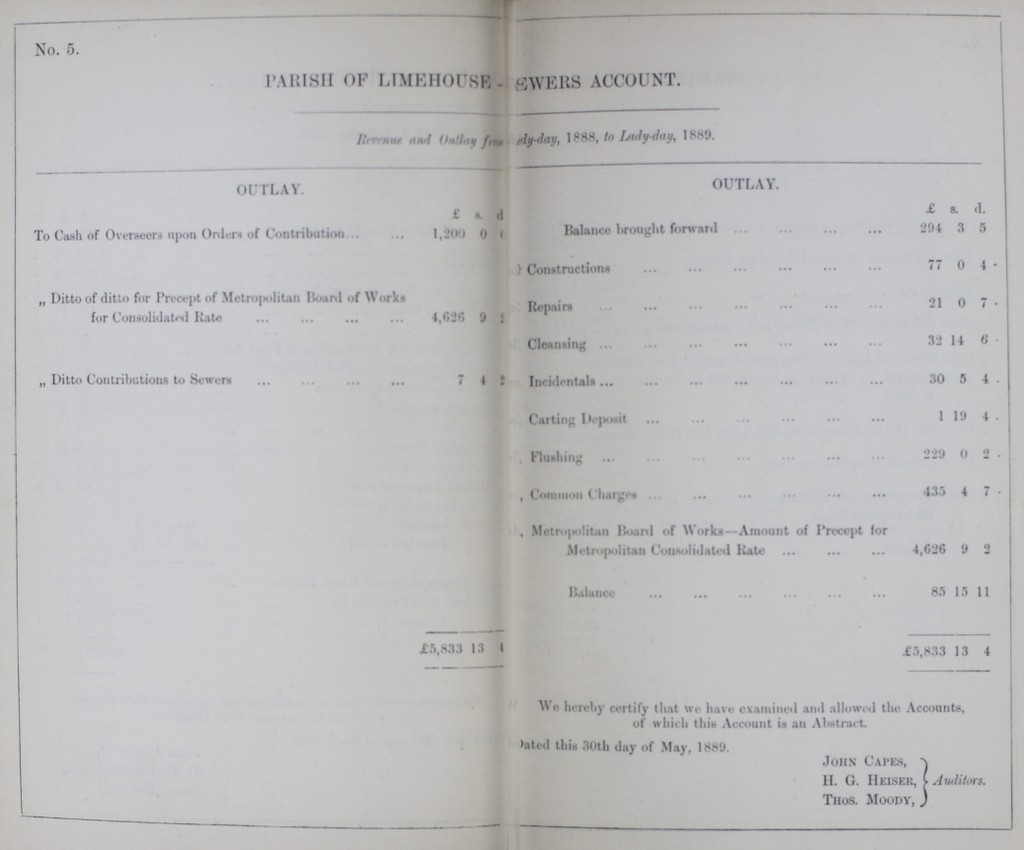 No. 5.
PARISH OF LIMEHOUSE - EWERS ACCOUNT.
Revenue and Outlay from ady-day, 1888, to Lady-day, 1889.
OUTLAY.
£ s. d
To Cash of Overseers upon Orders of Contribution... ... 1,200 0
„ Ditto of ditto for Precept of Metropolitan Board of Works
for Consolidated Rate ... ... ... ... 4,626 9
„ Ditto Contributions to Sewers ... ... ... ... 7 4
£5,833 13 4
OUTLAY.
£ s. d.
Balance brought forward ... ... ... ... 294 3 5
Constructions ... ... ... ... ... ... 77 0 4
Repairs ... ... ... ... ... ... ... 21 0 7
Cleansing ... ... ... ... ... ... ... 32 14 6
Incidentals ... ... ... ... ... ... ... 30 5 4
Carting Deposit ... ... ... ... ... ... 1 19 4
, Flushing ... ... ... ... ... ... ... 229 0 2
, Common Charges ... ... ... ... ... ... 435 4 7
, Metropolitan Board of Works—Amount of Precept for
Metropolitan Consolidated Rate ... ... ... 4,626 9 2
Balance ... ... ... ... ... ... 85 15 11
£5,833 13 4
We hereby certify that we have examined and allowed the Accounts,
of which this Account is an Abstract.
Dated this 30th day of May, 1889.
JOHN CAPES,
H. G. HEISER, } Auditors.
THOS. MOODY,